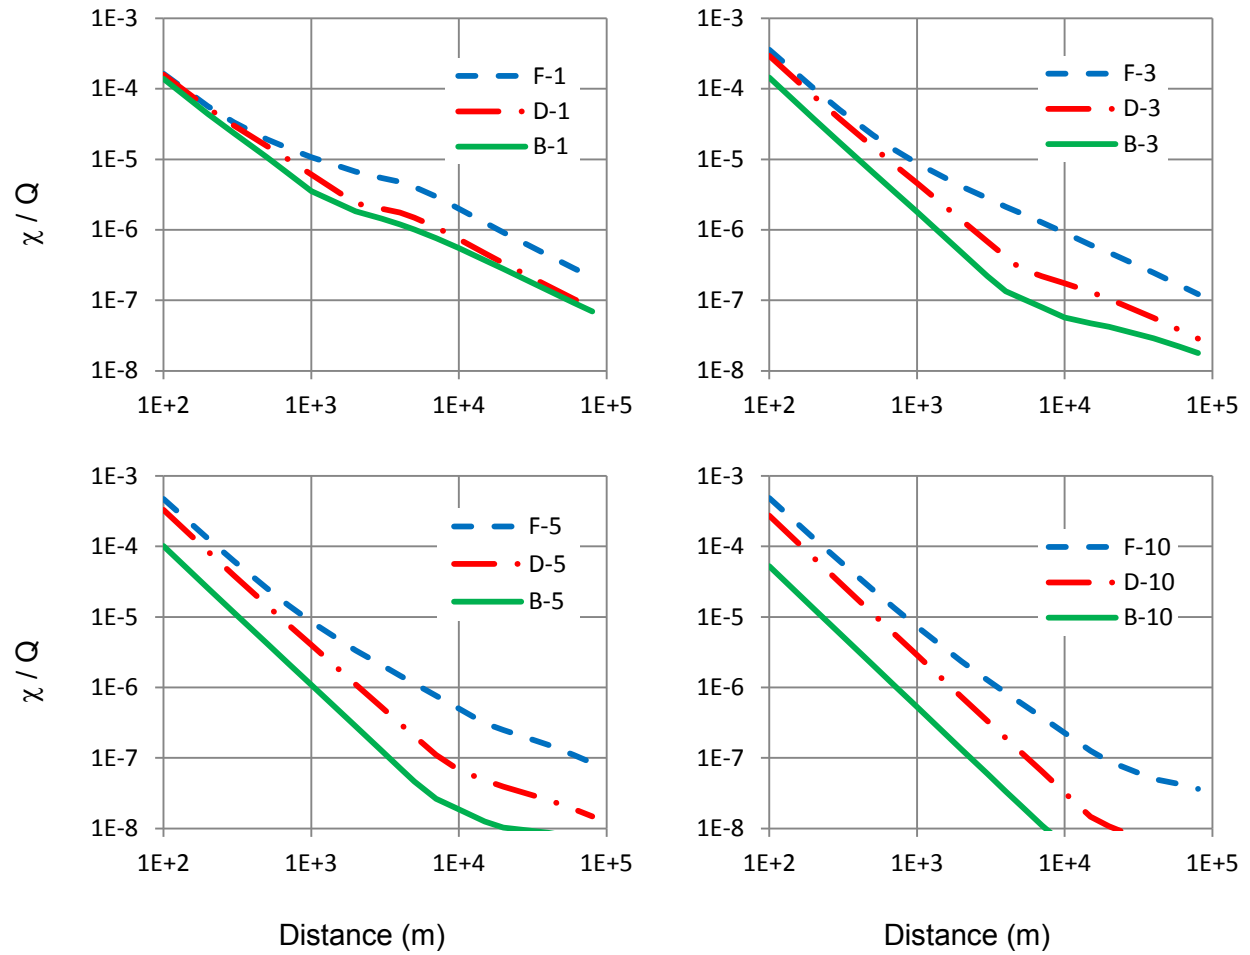 1E-3
1E-4
1E-5
1E-6
1E-7
1E-8
χ / Q
F-1
D-1
B-1
1E+2 1E+3 1E+4 1E+5
1E-3
1E-4
1E-5
1E-6
1E-7
1E-8
F-3
D-3
B-3
1E+2 1E+3 1E+4 1E+5
1E-3
1E-4
1E-5
1E-6
1E-7
1E-8
χ / Q
F-5
D-5
B-5
1E+2 1E+3 1E+4 1E+5
Distance (m)
1E-3
1E-4
1E-5
1E-6
1E-7
1E-8
F-10
D-10
B-10
1E+2 1E+3 1E+4 1E+5
Distance (m)